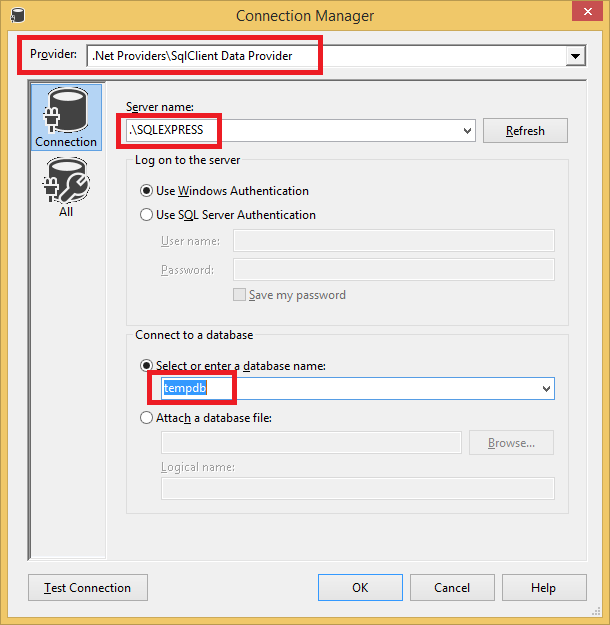 Connection Manager
Provider: .Net Providers\SqlClient Data Provider
Connection
All
Server name:
.\SQLEXPRESS
Refresh
Log on to the server
Use Windows Authentication
Use SQL Server Authentication
User name:
Password:
Save my password
Connect to a database
Select or enter a database name:
tempdb
Attach a database file:
Browse...
Logical name:
Test Connection OK Cancel Help